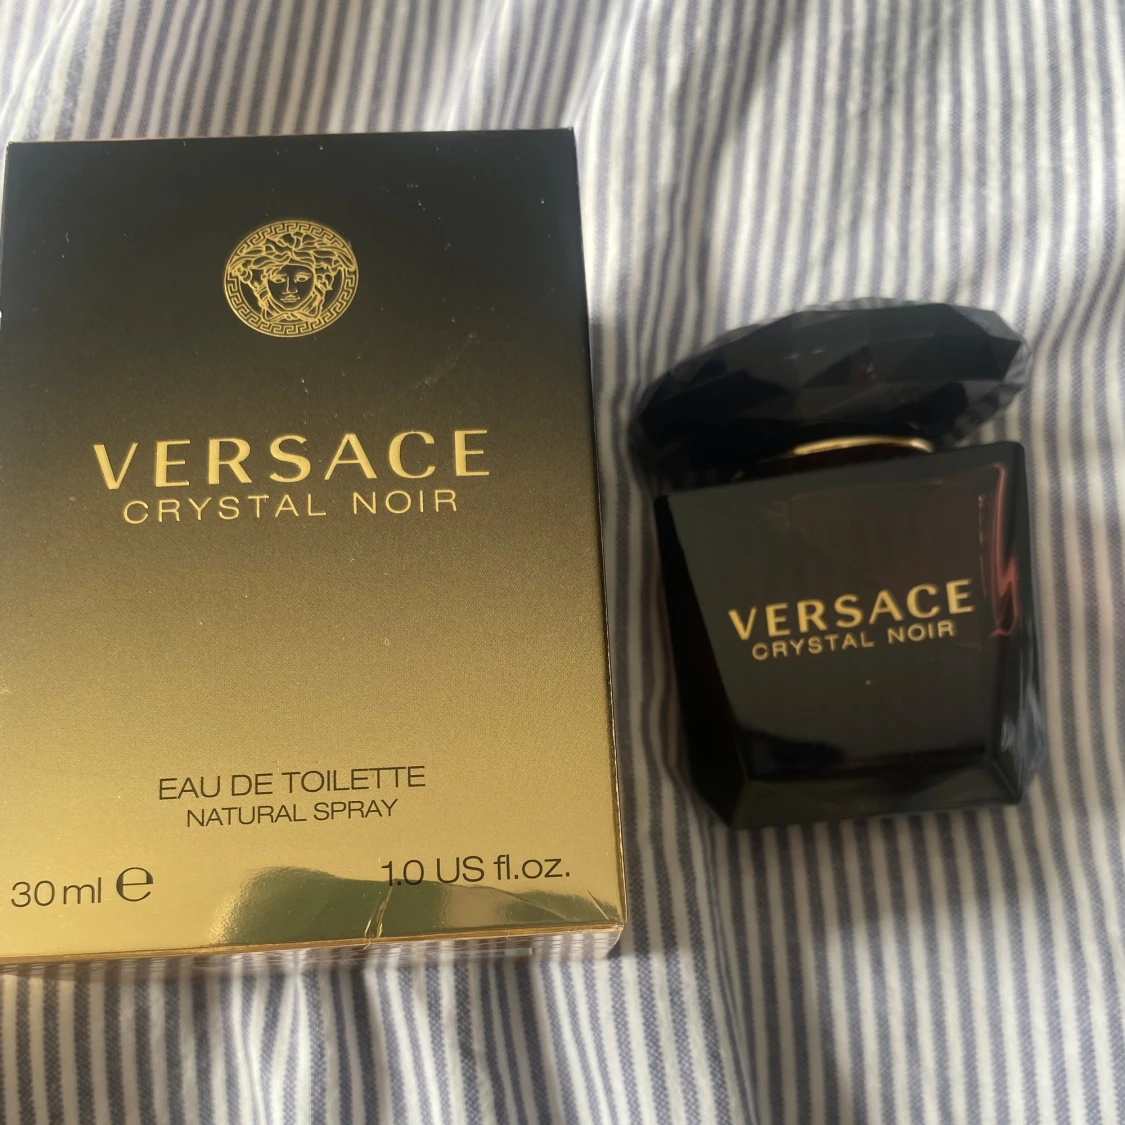 VERSACE
CRYSTAL NOIR
EAU DE TOILETTE
NATURAL SPRAY
30 ml ℮
1.0 US fl.oz.
VERSACE
CRYSTAL NOIR